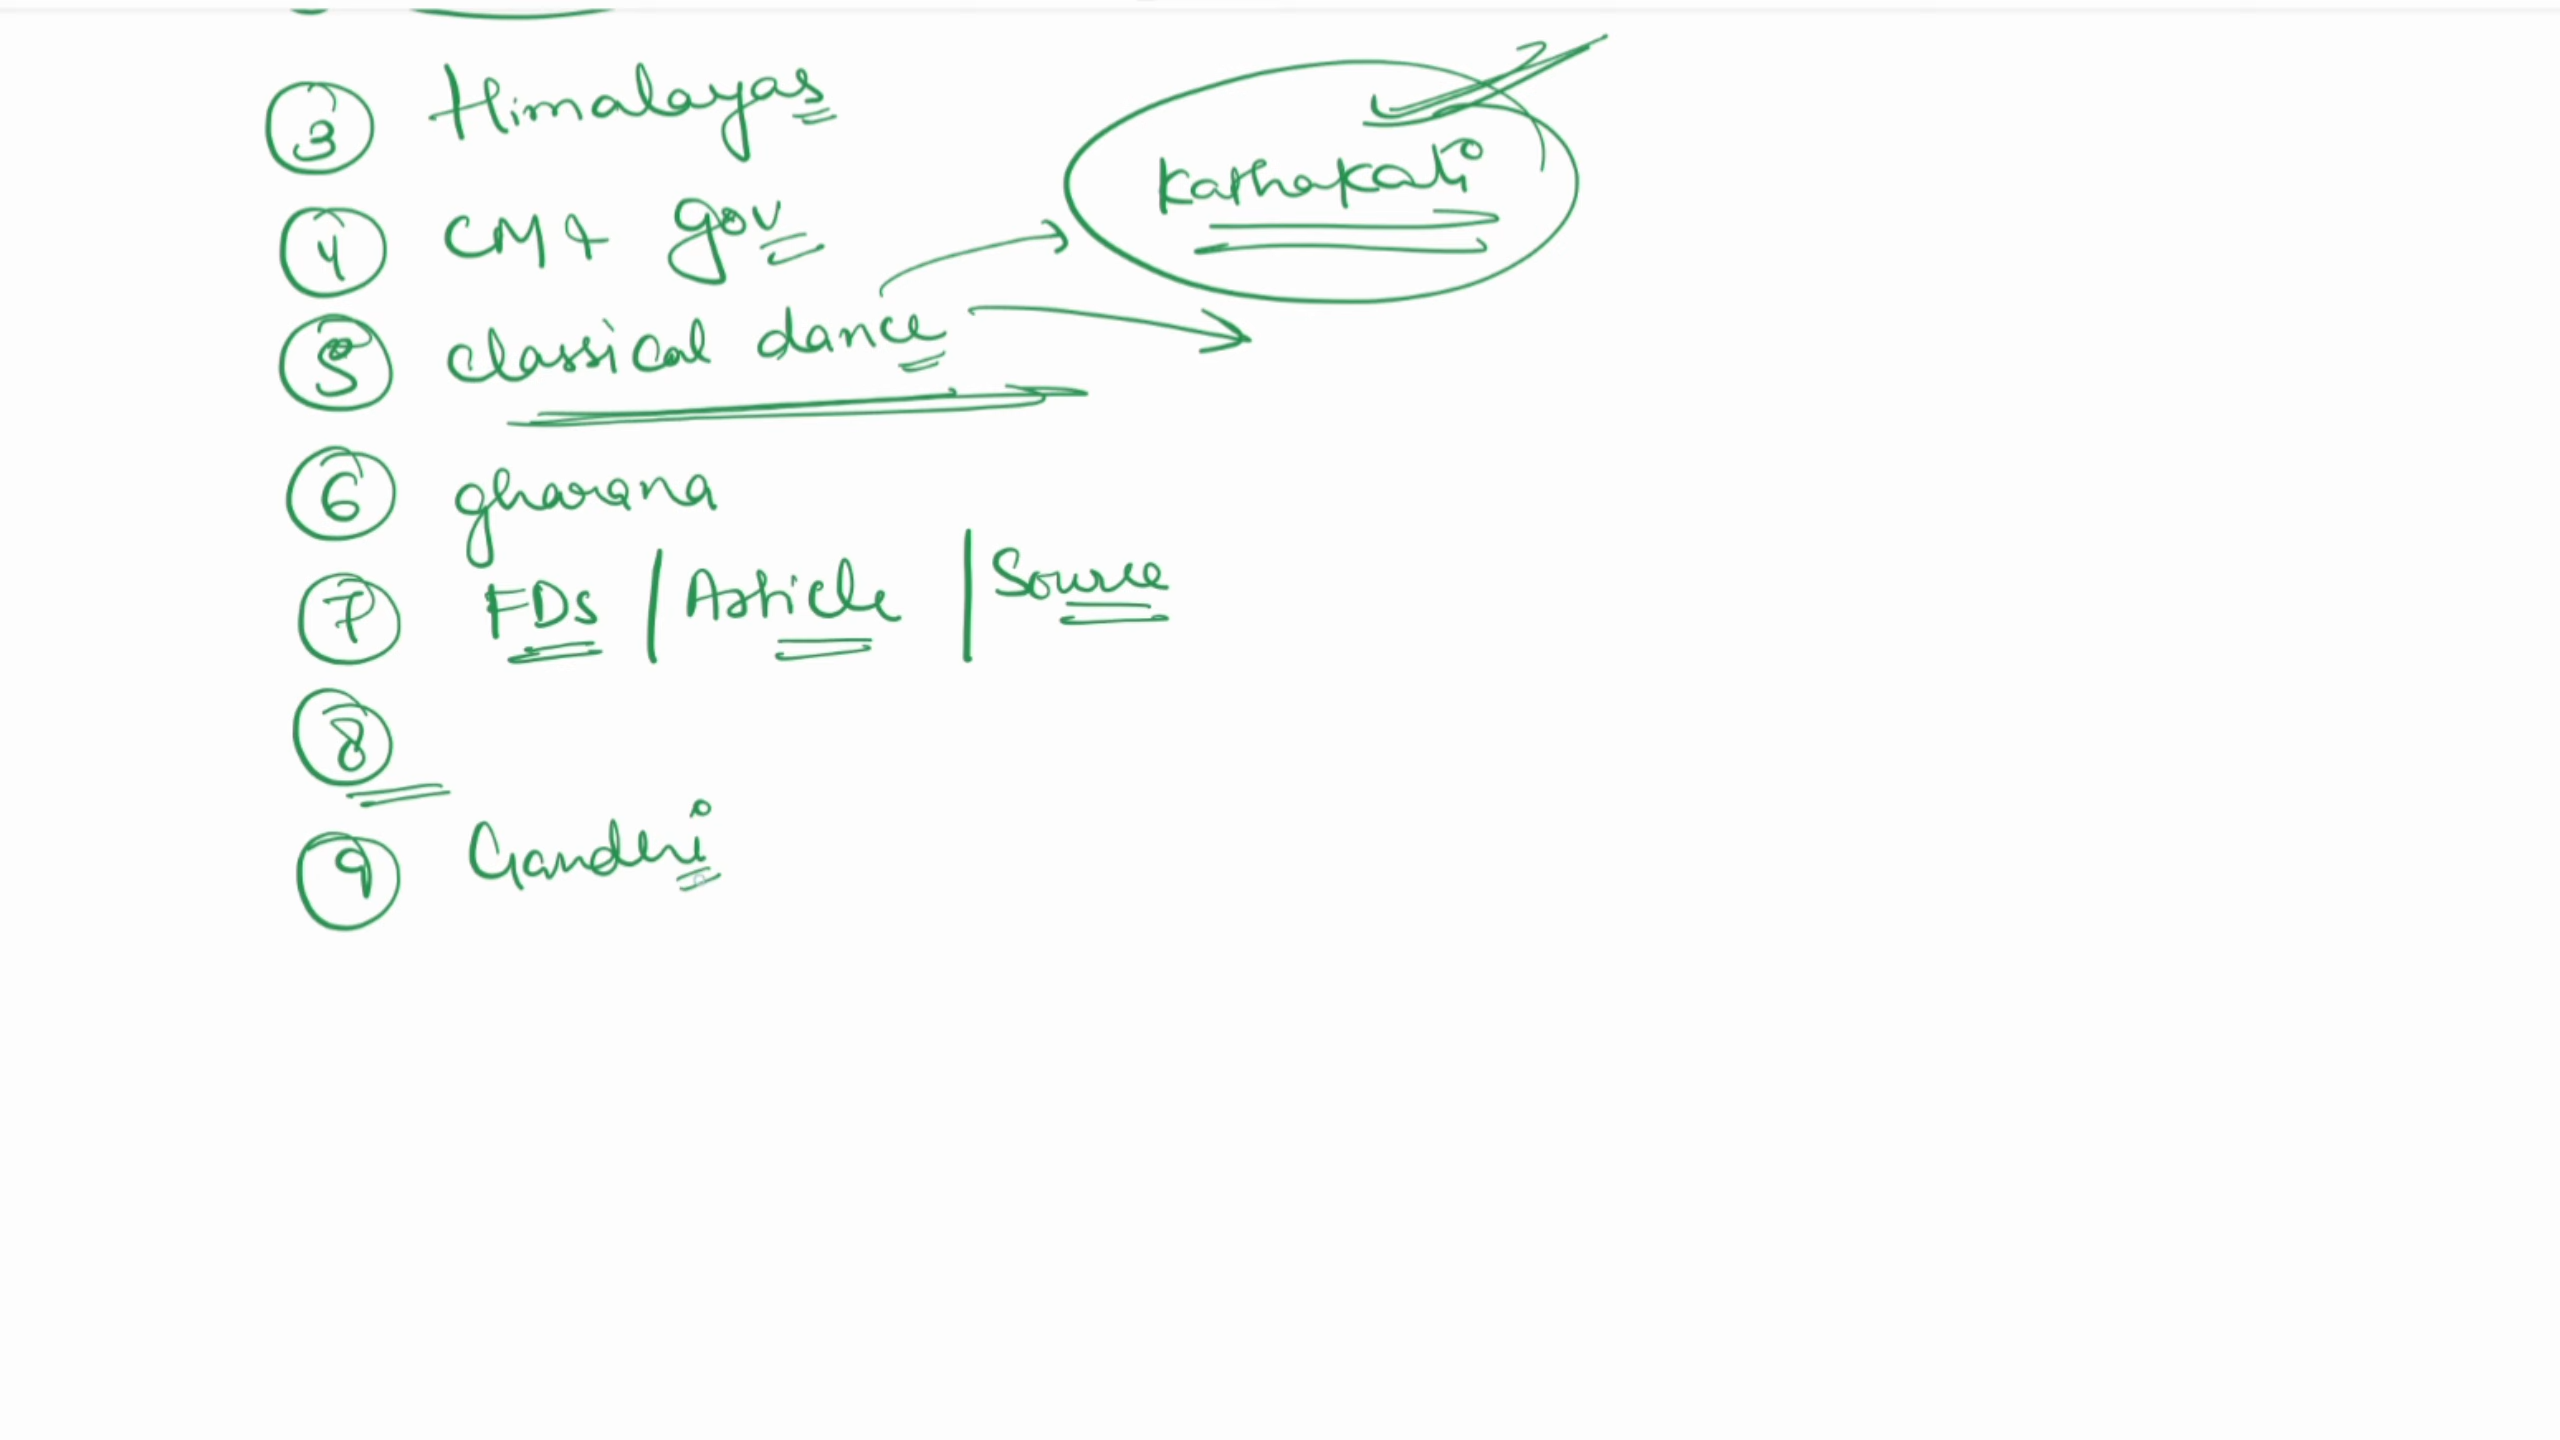 3 Himalayas
Kathakali
4 CM & gov
5 classical dance
6 gharana
7 FDs | Article | Source
8
9 Gandhi